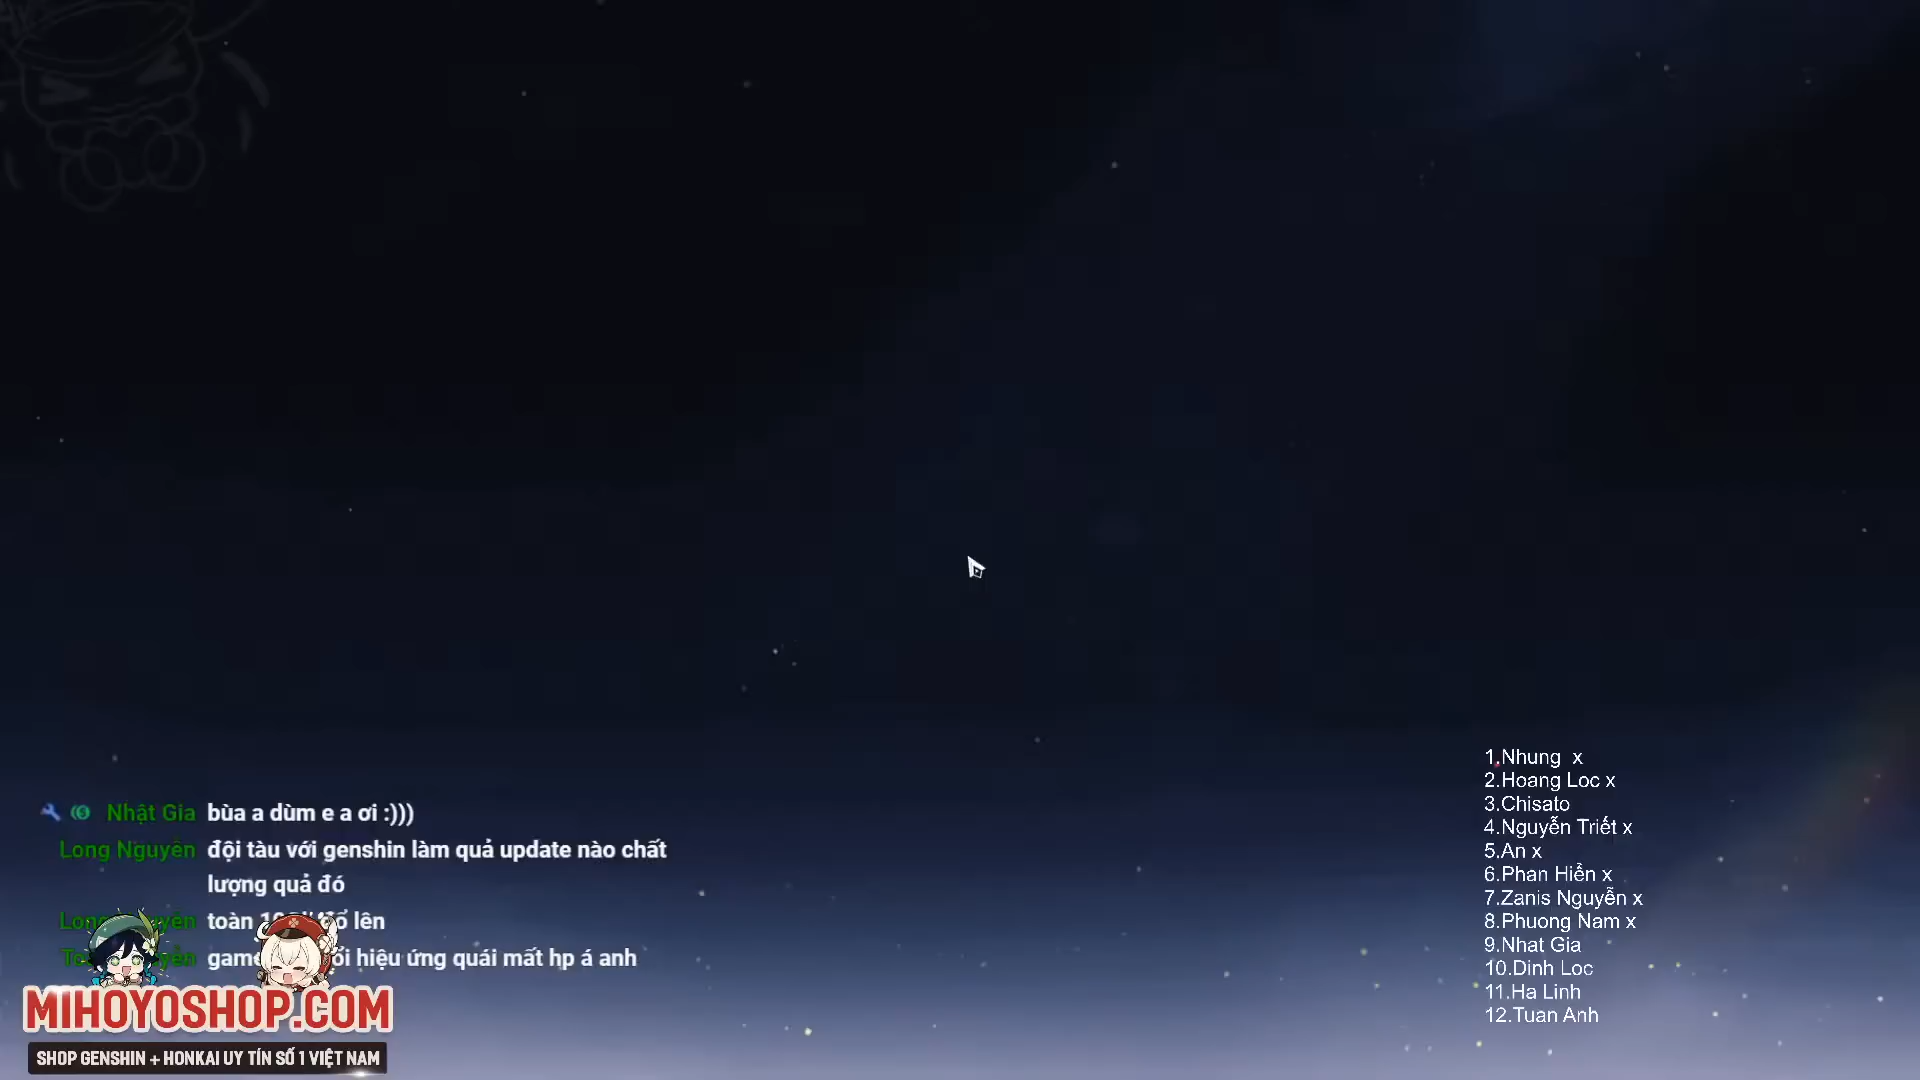 Nhật Gia bùa a dùm e a ơi :)))
Long Nguyên đội tàu với genshin làm quả update nào chất
lượng quả đó
toàn lên
hiệu ứng quái mất hp á anh
MIHOYOSHOP.COM
SHOP GENSHIN + HONKAI UY TÍN SỐ 1 VIỆT NAM
1.Nhung x
2.Hoang Loc x
3.Chisato
4.Nguyễn Triết x
5.An x
6.Phan Hiển x
7.Zanis Nguyễn x
8.Phuong Nam x
9.Nhat Gia
10.Dinh Loc
11.Ha Linh
12.Tuan Anh